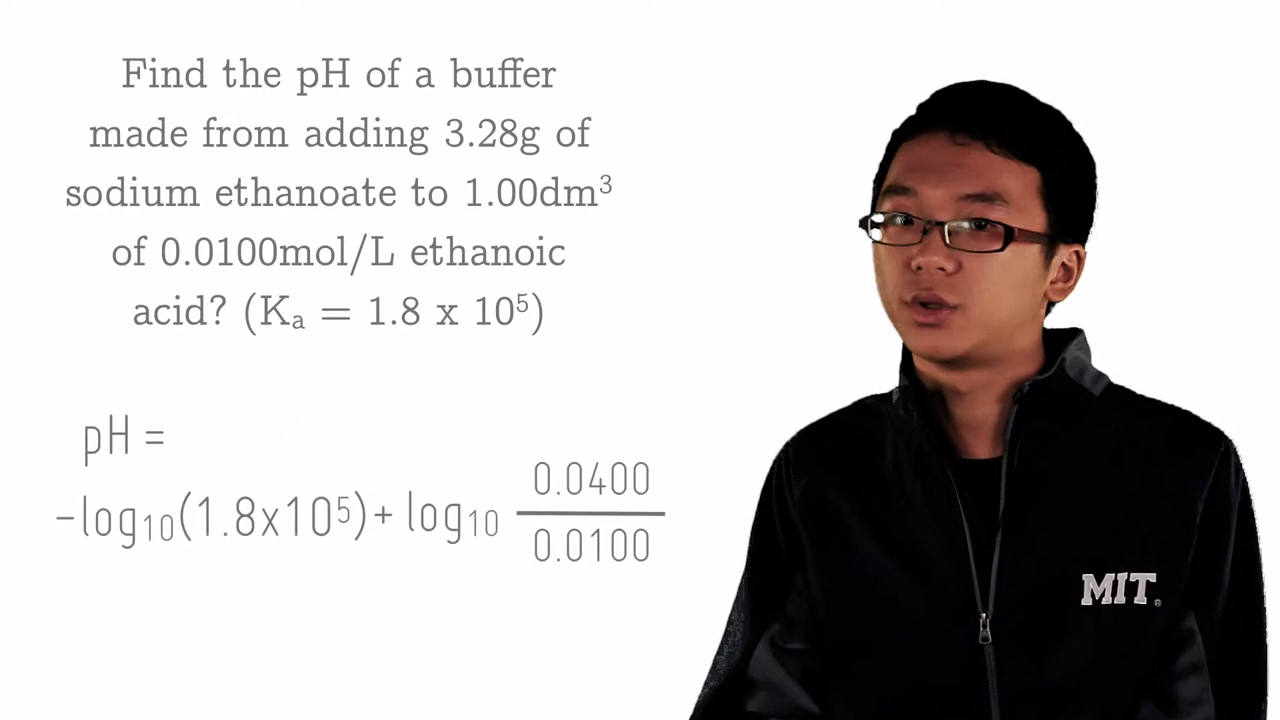 Find the pH of a buffer
made from adding 3.28g of
sodium ethanoate to 1.00dm³
of 0.0100mol/L ethanoic
acid? (Kₐ = 1.8 x 10⁵)
pH =
-log₁₀(1.8x10⁵) + log₁₀ 0.0400
0.0100
MIT®